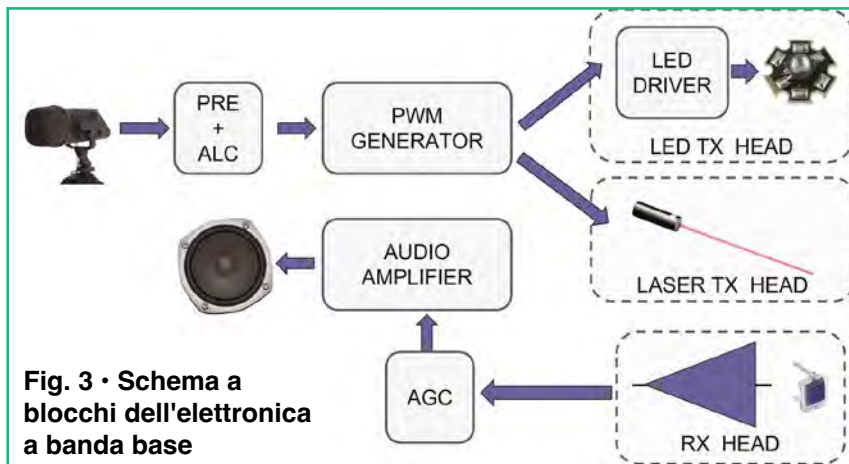 PRE
+
ALC
PWM
GENERATOR
LED
DRIVER
LED TX HEAD
LASER TX HEAD
AUDIO
AMPLIFIER
AGC
RX HEAD
Fig. 3 · Schema a
blocchi dell'elettronica
a banda base